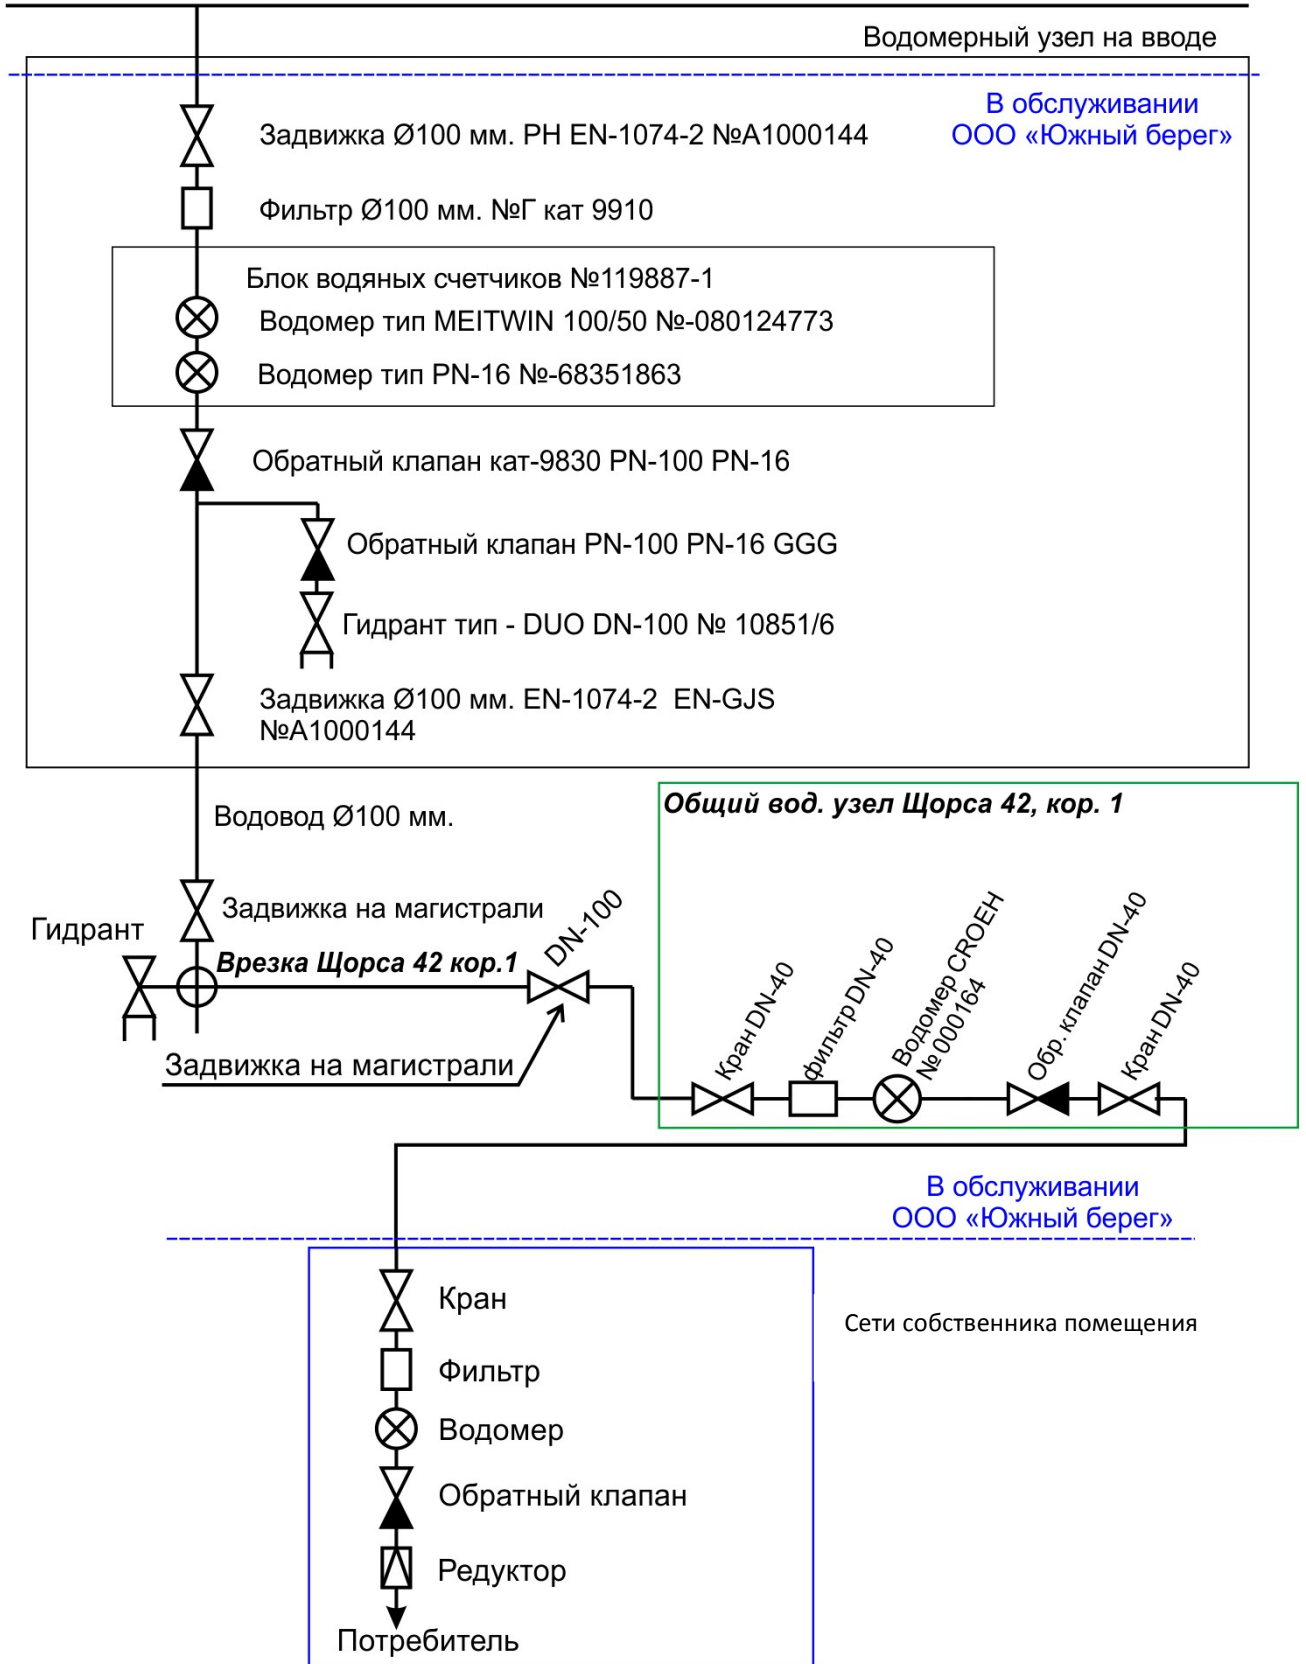 Водомерный узел на вводе
В обслуживании
ООО «Южный берег»
Задвижка Ø100 мм. PH EN-1074-2 №A1000144
Фильтр Ø100 мм. №Г кат 9910
Блок водяных счетчиков №119887-1
Водомер тип MEITWIN 100/50 №-080124773
Водомер тип PN-16 №-68351863
Обратный клапан кат-9830 PN-100 PN-16
Обратный клапан PN-100 PN-16 GGG
Гидрант тип - DUO DN-100 № 10851/6
Задвижка Ø100 мм. EN-1074-2 EN-GJS
№A1000144
Водовод Ø100 мм.
Общий вод. узел Щорса 42, кор. 1
Задвижка на магистрали
Гидрант
Врезка Щорса 42 кор.1
DN-100
Задвижка на магистрали
Кран DN-40
фильтр DN-40
Водомер CROEH
№ 000164
Обр. клапан DN-40
Кран DN-40
В обслуживании
ООО «Южный берег»
Кран
Сети собственника помещения
Фильтр
Водомер
Обратный клапан
Редуктор
Потребитель